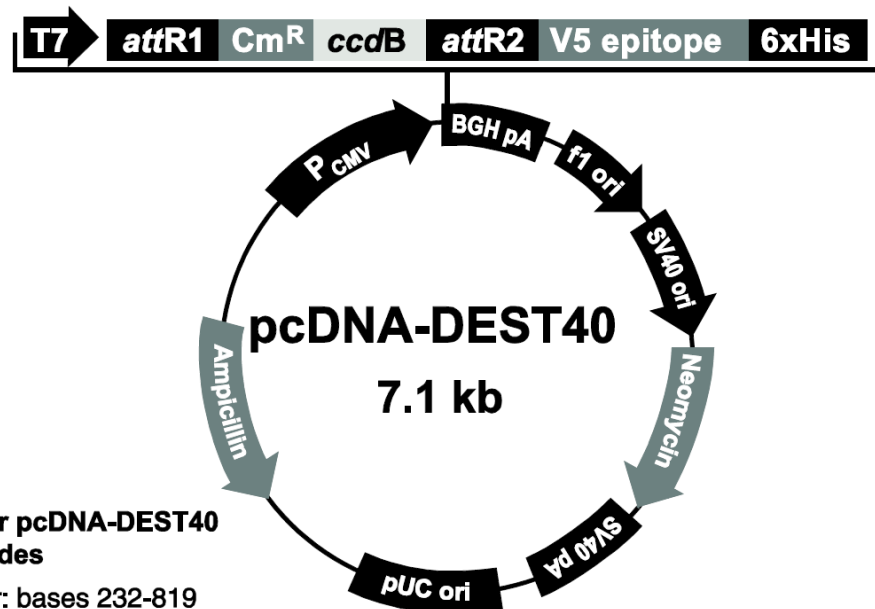 T7 attR1 CmR ccdB attR2 V5 epitope 6xHis
PCMV
BGH pA
f1 ori
SV40 ori
pcDNA-DEST40
7.1 kb
Ampicillin
Neomycin
SV40 pA
pUC ori
r pcDNA-DEST40
des
r: bases 232-819